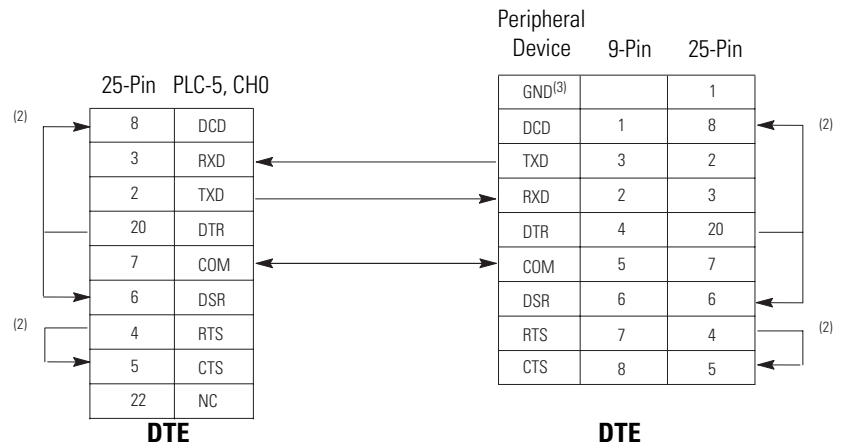 Peripheral
Device 9-Pin 25-Pin
25-Pin PLC-5, CH0
GND(3) 1
(2) 8 DCD
DCD 1 8 (2)
3 RXD
TXD 3 2
2 TXD
RXD 2 3
20 DTR
DTR 4 20
7 COM
COM 5 7
6 DSR
DSR 6 6
(2) 4 RTS
RTS 7 4 (2)
5 CTS
CTS 8 5
22 NC
DTE DTE